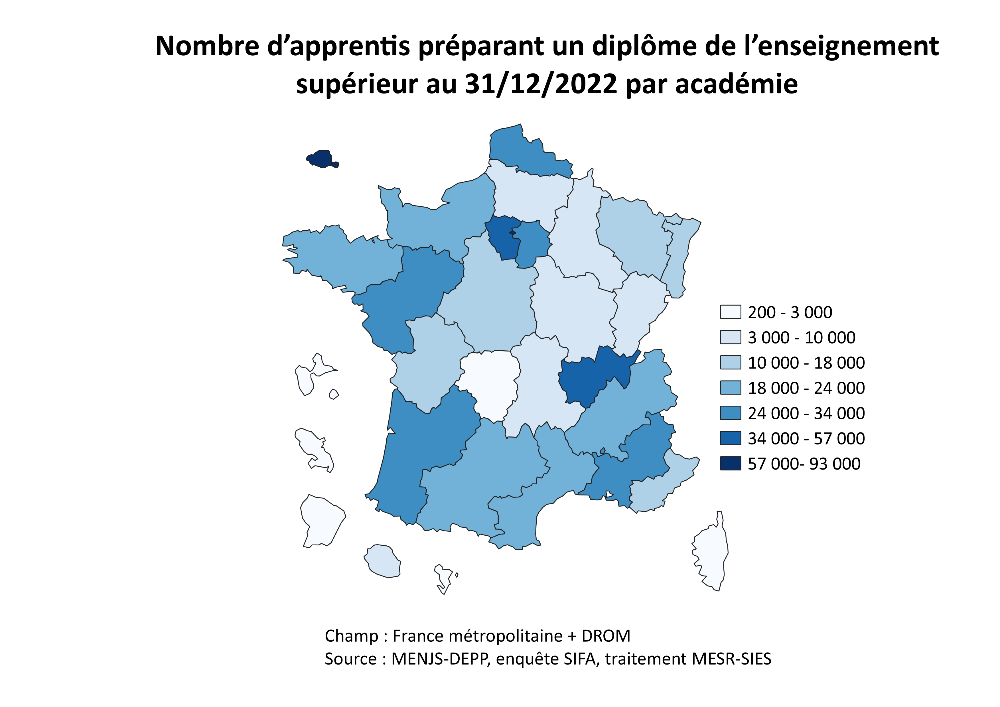 Nombre d’apprentis préparant un diplôme de l’enseignement
supérieur au 31/12/2022 par académie
200 - 3 000
3 000 - 10 000
10 000 - 18 000
18 000 - 24 000
24 000 - 34 000
34 000 - 57 000
57 000- 93 000
Champ : France métropolitaine + DROM
Source : MENJS-DEPP, enquête SIFA, traitement MESR-SIES